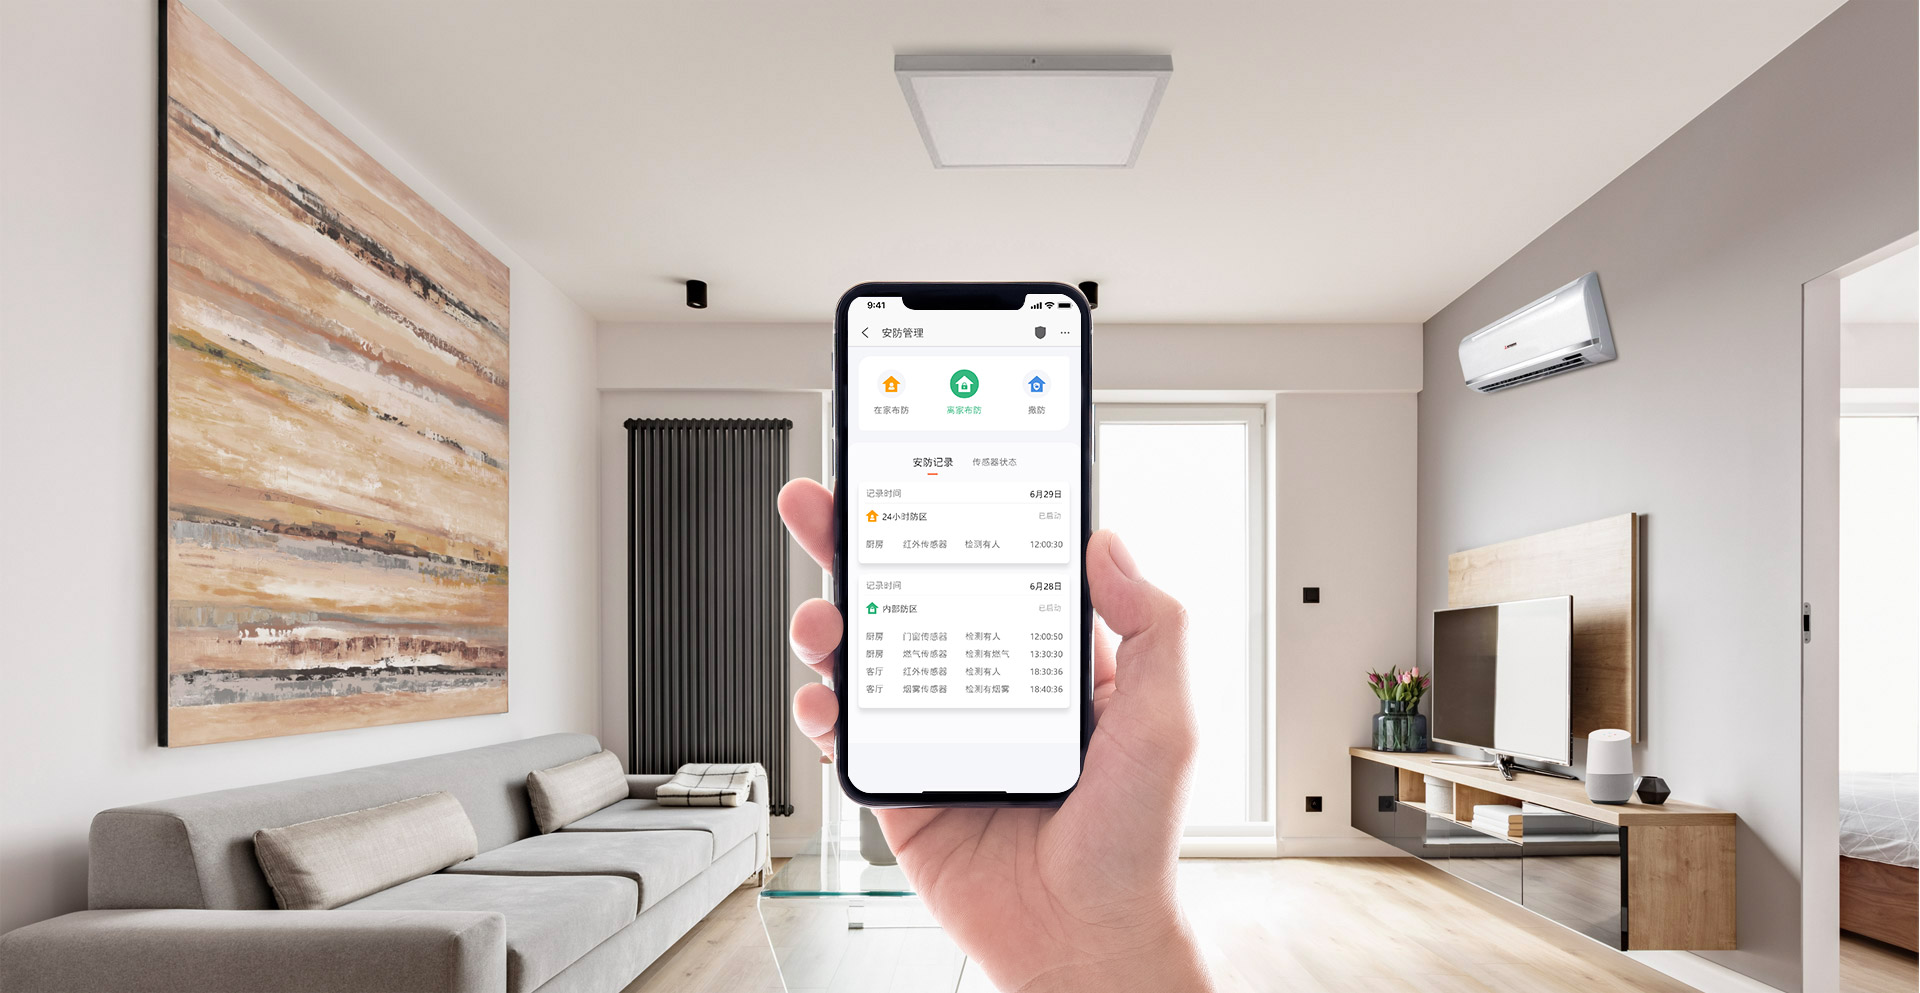 9:41
安防管理
在家布防 离家布防 撤防
安防记录 传感器状态
记录时间 6月29日
24小时防区 已启动
厨房 红外传感器 检测有人 12:00:30
记录时间 6月28日
内部防区 已启动
厨房 门窗传感器 检测有人 12:00:50
厨房 燃气传感器 检测有燃气 13:30:30
客厅 红外传感器 检测有人 18:30:36
客厅 烟雾传感器 检测有烟雾 18:40:36